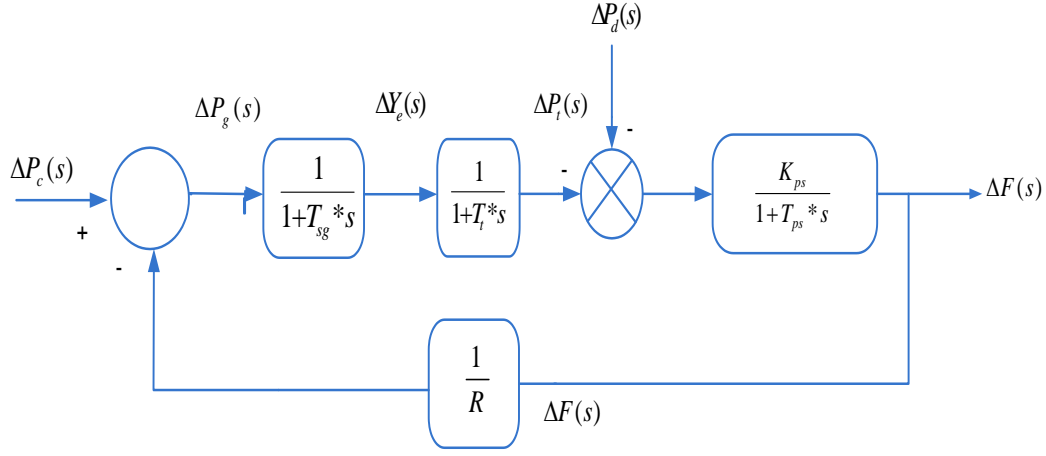 ΔP_d(s)
ΔP_g(s) ΔY_e(s) ΔP_t(s)
-
ΔP_c(s) + 1/(1+T_sg*s) 1/(1+T_t*s) - K_ps/(1+T_ps*s) ΔF(s)
-
1/R
ΔF(s)